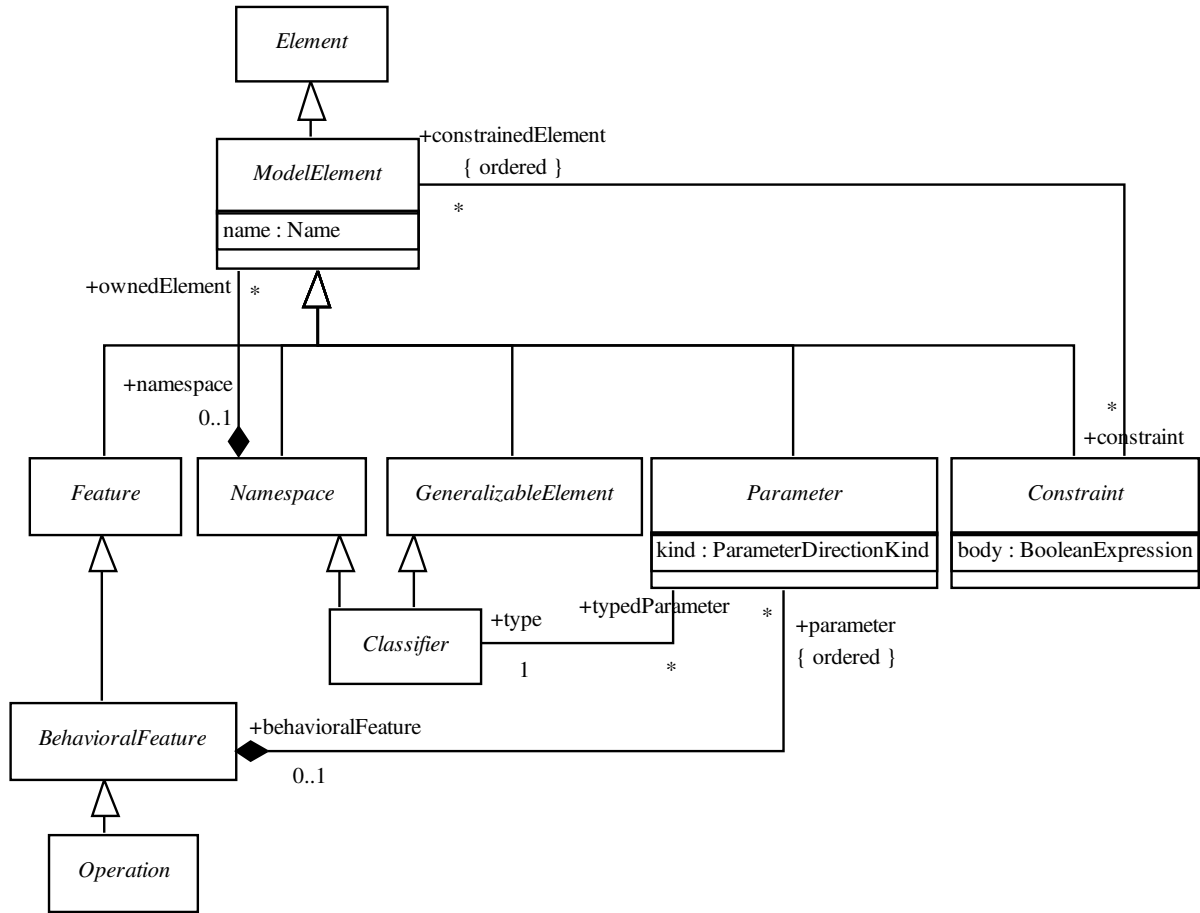 Element
+constrainedElement
{ ordered }
ModelElement
*
name : Name
+ownedElement
*
+namespace
0..1
*
+constraint
Feature
Namespace
GeneralizableElement
Parameter
Constraint
kind : ParameterDirectionKind
body : BooleanExpression
+typedParameter
*
+type
+parameter
Classifier
1
*
{ ordered }
+behavioralFeature
BehavioralFeature
0..1
Operation